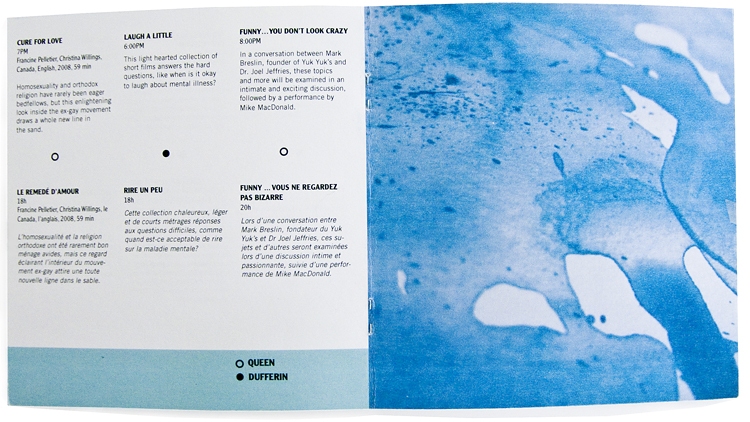 CURE FOR LOVE
7PM
Francine Pelletier, Christina Willings,
Canada, English, 2008, 59 min
Homosexuality and orthodox
religion have rarely been eager
bedfellows, but this enlightening
look inside the ex-gay movement
draws a whole new line in
the sand.
LAUGH A LITTLE
6:00PM
This light hearted collection of
short films answers the hard
questions, like when is it okay
to laugh about mental illness?
FUNNY...YOU DON'T LOOK CRAZY
8:00PM
In a conversation between Mark
Breslin, founder of Yuk Yuk's and
Dr. Joel Jeffries, these topics
and more will be examined in an
intimate and exciting discussion,
followed by a performance by
Mike MacDonald.
LE REMEDÉ D'AMOUR
18h
Francine Pelletier, Christina Willings, le
Canada, l'anglais, 2008, 59 min
L'homosexualité et la religion
orthodoxe ont été rarement bon
ménage avides, mais ce regard
éclairant l'intérieur du mouve-
ment ex-gay attire une toute
nouvelle ligne dans le sable.
RIRE UN PEU
18h
Cette collection chaleureux, léger
et de courts métrages réponses
aux questions difficiles, comme
quand est-ce acceptable de rire
sur la maladie mentale?
FUNNY ... VOUS NE REGARDEZ
PAS BIZARRE
20h
Lors d'une conversation entre
Mark Breslin, fondateur du Yuk
Yuk's et Dr Joel Jeffries, ces su-
jets et d'autres seront examinées
lors d'une discussion intime et
passionnante, suivie d'une perfor-
mance de Mike MacDonald.
QUEEN
DUFFERIN